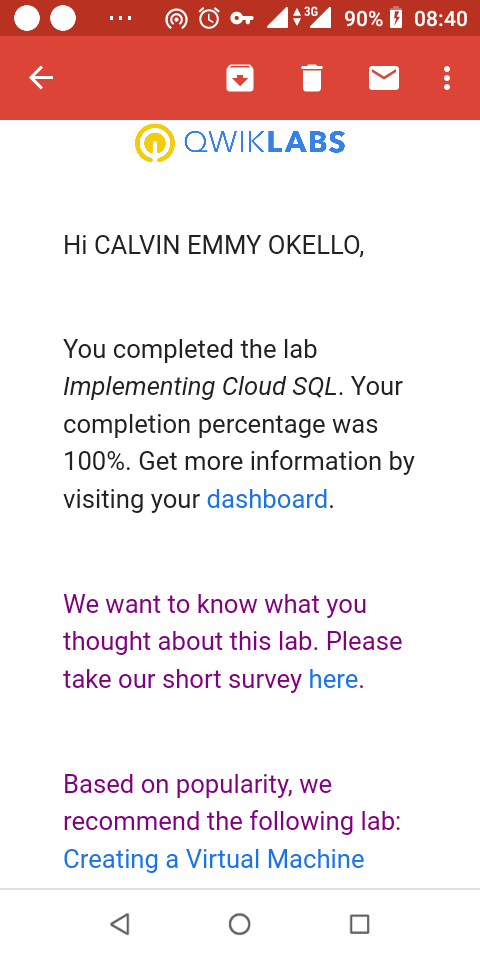 3G 90% 08:40
QWIKLABS
Hi CALVIN EMMY OKELLO,
You completed the lab
Implementing Cloud SQL. Your
completion percentage was
100%. Get more information by
visiting your dashboard.
We want to know what you
thought about this lab. Please
take our short survey here.
Based on popularity, we
recommend the following lab:
Creating a Virtual Machine